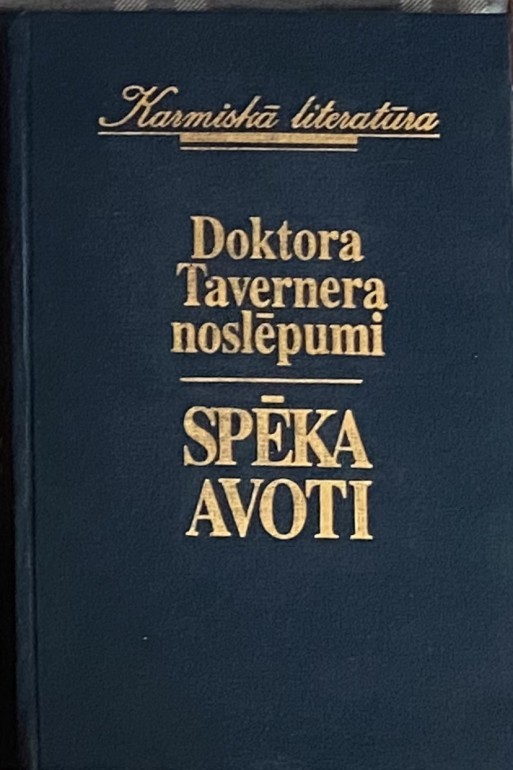 Karmiskā literatūra
Doktora
Tavernera
noslēpumi
SPĒKA
AVOTI